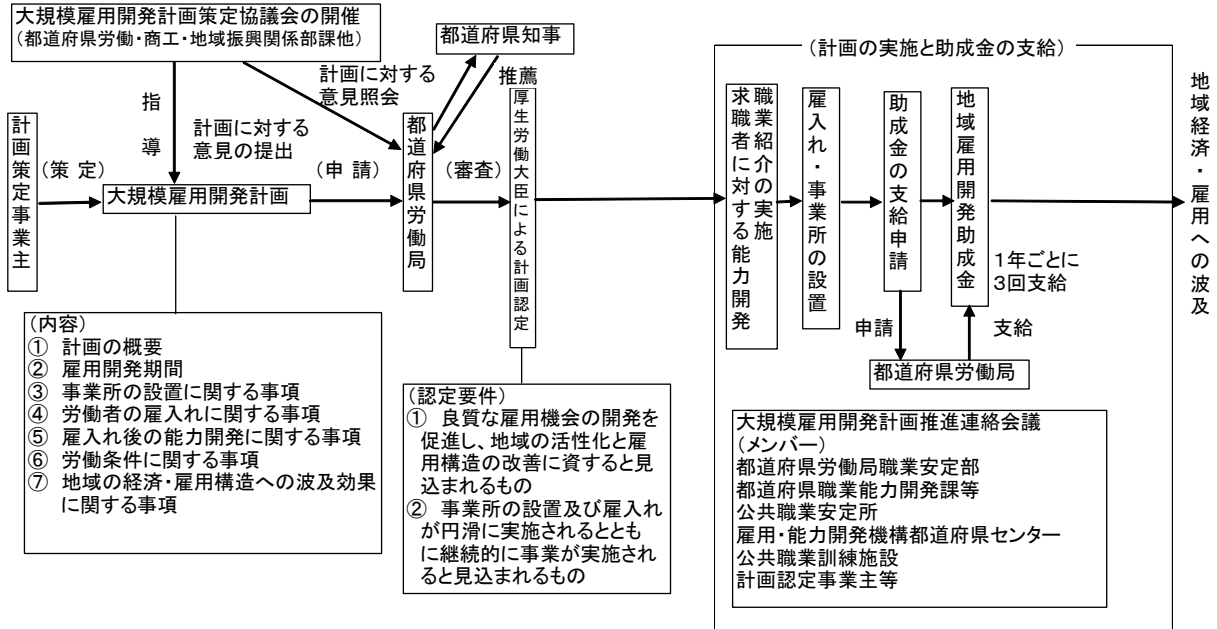 大規模雇用開発計画策定協議会の開催
(都道府県労働・商工・地域振興関係部課他)
都道府県知事
指導
計画に対する
意見の提出
計画に対する
意見照会
推薦
計画策定事業主
(策 定)
大規模雇用開発計画
(申 請)
都道府県労働局
(審査)
厚生労働大臣による計画認定
(計画の実施と助成金の支給)
職業紹介の実施
求職者に対する能力開発
雇入れ・事業所の設置
助成金の支給申請
地域雇用開発助成金
1年ごとに
3回支給
申請
支給
都道府県労働局
地域経済・雇用への波及
(内容)
① 計画の概要
② 雇用開発期間
③ 事業所の設置に関する事項
④ 労働者の雇入れに関する事項
⑤ 雇入れ後の能力開発に関する事項
⑥ 労働条件に関する事項
⑦ 地域の経済・雇用構造への波及効果
に関する事項
(認定要件)
① 良質な雇用機会の開発を
促進し、地域の活性化と雇
用構造の改善に資すると見
込まれるもの
② 事業所の設置及び雇入れ
が円滑に実施されるととも
に継続的に事業が実施され
ると見込まれるもの
大規模雇用開発計画推進連絡会議
(メンバー)
都道府県労働局職業安定部
都道府県職業能力開発課等
公共職業安定所
雇用・能力開発機構都道府県センター
公共職業訓練施設
計画認定事業主等